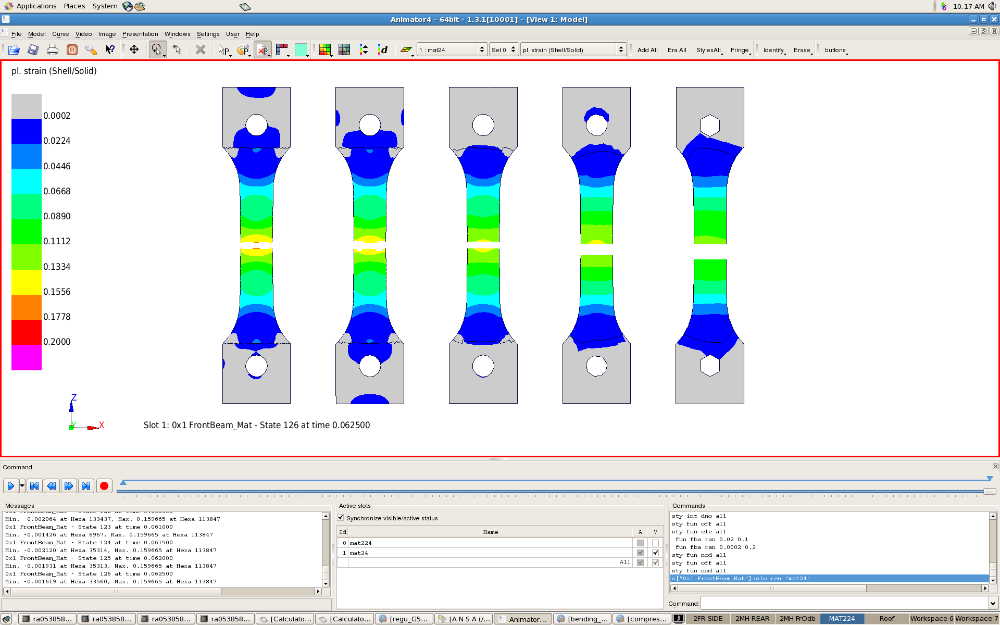 Applications Places System 10:17 AM
Animator4 - 64bit - 1.3.1[10001] - [View 1: Model]
File Model Curve Video Image Presentation Windows Settings User Help
1 : mat24 Set 0 pl. strain (Shell/Solid) Add All Era All StylesAll Fringe Identify Erase buttons
pl. strain (Shell/Solid)
0.0002
0.0224
0.0446
0.0668
0.0890
0.1112
0.1334
0.1556
0.1778
0.2000
Z
Y X
Slot 1: 0x1 FrontBeam_Mat - State 126 at time 0.062500
Command
Messages
Min. -0.002064 at Hexa 133437, Max. 0.159665 at Hexa 113847
0x1 FrontBeam_Mat - State 123 at time 0.061000
Min. -0.001426 at Hexa 6967, Max. 0.159665 at Hexa 113847
0x1 FrontBeam_Mat - State 124 at time 0.061500
Min. -0.002120 at Hexa 35314, Max. 0.159665 at Hexa 113847
0x1 FrontBeam_Mat - State 125 at time 0.062000
Min. -0.001931 at Hexa 35313, Max. 0.159665 at Hexa 113847
0x1 FrontBeam_Mat - State 126 at time 0.062500
Min. -0.001619 at Hexa 33560, Max. 0.159665 at Hexa 113847
Active slots
Synchronize visible/active status
Id Name A V
0 mat224
1 mat24
All
Commands
sty int dno all
sty fun off all
sty fun ele all
fun fba ran 0.02 0.1
fun fba ran 0.0002 0.2
sty fun nod all
sty fun off all
sty fun nod all
s["0x1 FrontBeam_Mat"]:slo ren "mat24"
Command:
ra053858... ra053858... ra053858... ra053858... [Calculato... [Calculato... [regu_G5... [A N S A (/... Animator... [bending_... [compres... 2FR SIDE 2MH REAR 2MH FrOdb MAT224 Roof Workspace 6 Workspace 7